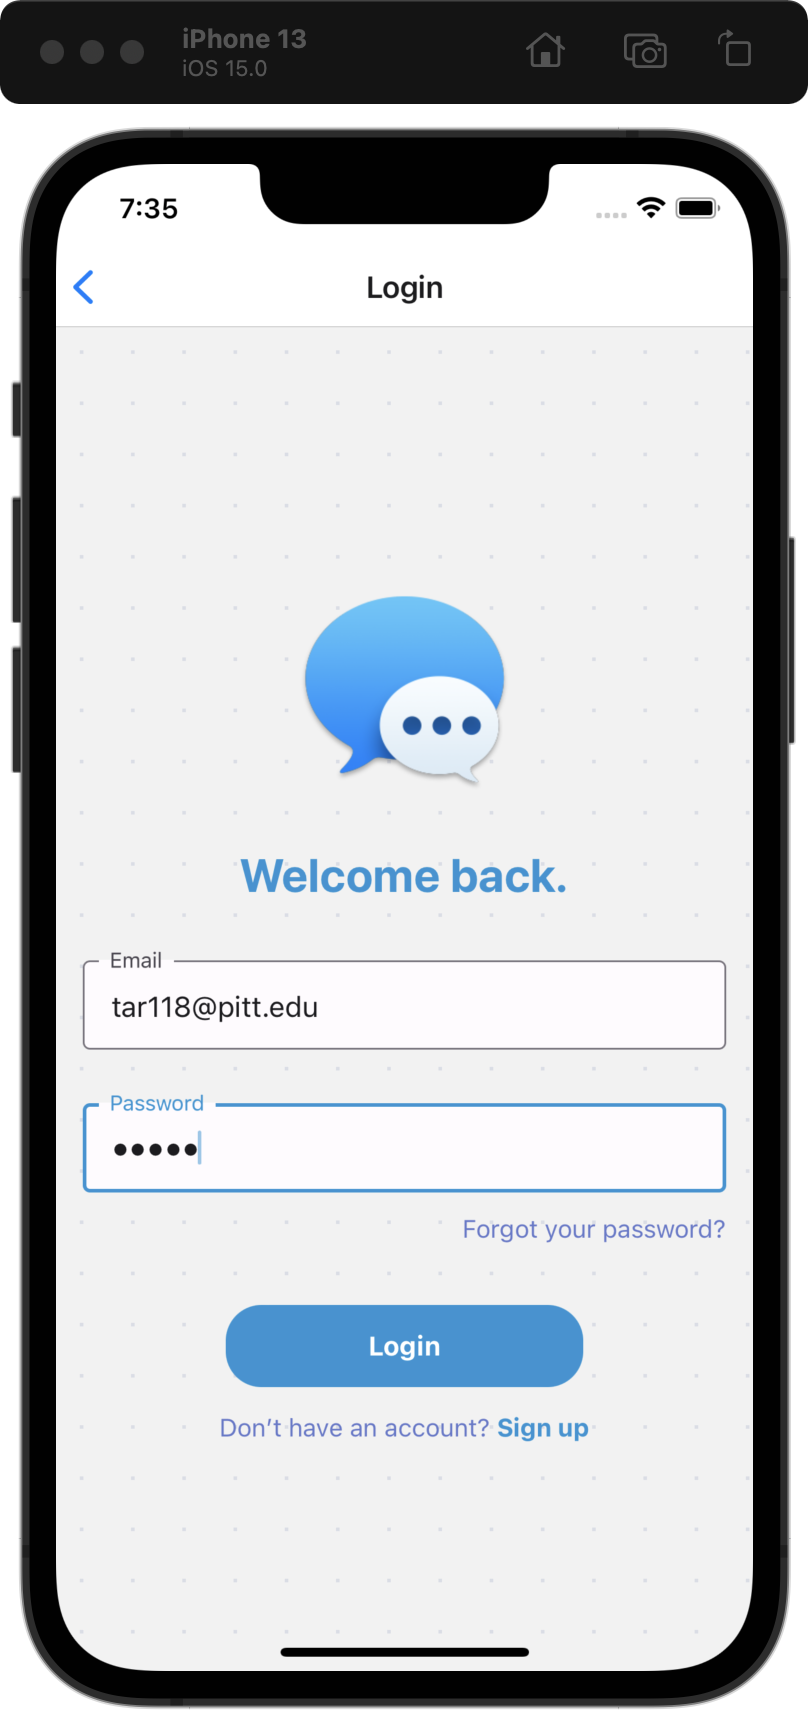 iPhone 13
iOS 15.0
7:35
Login
Welcome back.
Email
tar118@pitt.edu
Password
•••••
Forgot your password?
Login
Don't have an account? Sign up